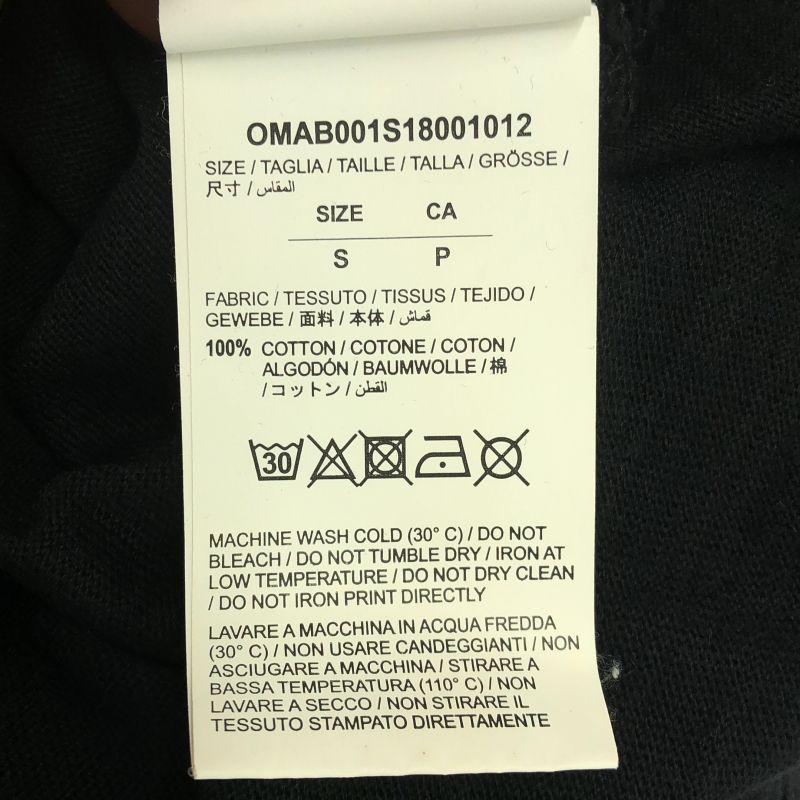 OMAB001S18001012
SIZE / TAGLIA / TAILLE / TALLA / GRÖSSE /
尺寸 / المقاس
SIZE CA
S P
FABRIC / TESSUTO / TISSUS / TEJIDO /
GEWEBE / 面料 / 本体 / قماش
100% COTTON / COTONE / COTON /
ALGODÓN / BAUMWOLLE / 棉
/ コットン / القطن
30
MACHINE WASH COLD (30° C) / DO NOT
BLEACH / DO NOT TUMBLE DRY / IRON AT
LOW TEMPERATURE / DO NOT DRY CLEAN
/ DO NOT IRON PRINT DIRECTLY
LAVARE A MACCHINA IN ACQUA FREDDA
(30° C) / NON USARE CANDEGGIANTI / NON
ASCIUGARE A MACCHINA / STIRARE A
BASSA TEMPERATURA (110° C) / NON
LAVARE A SECCO / NON STIRARE IL
TESSUTO STAMPATO DIRETTAMENTE